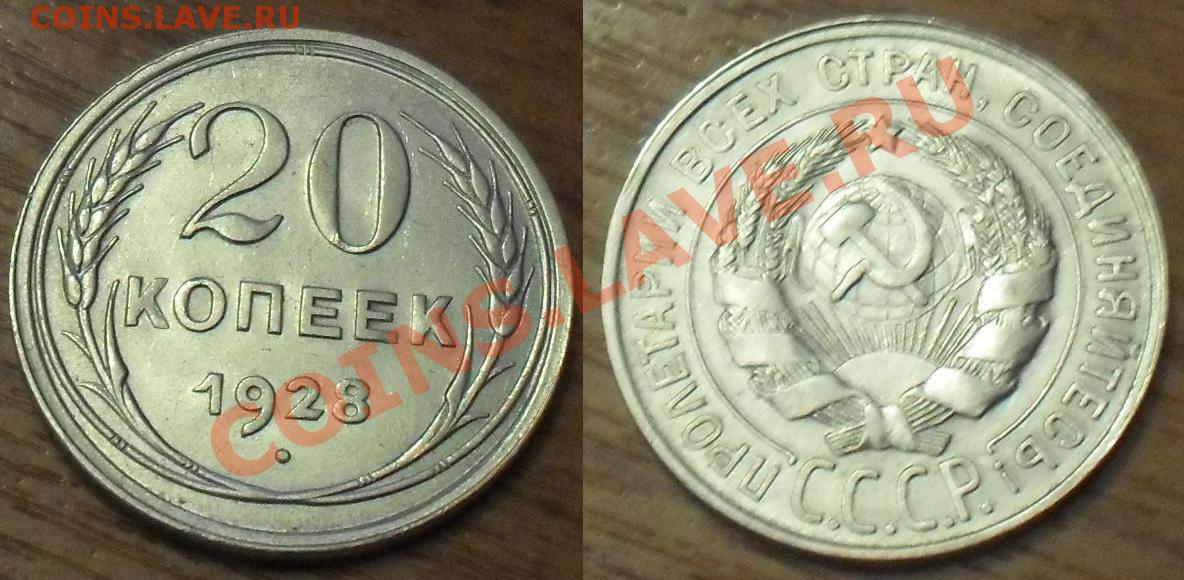 COINS.LAVE.RU
20
КОПЕЕК
1928
ПРОЛЕТАРИИ ВСЕХ СТРАН, СОЕДИНЯЙТЕСЬ!
С.С.С.Р.
COINS.LAVE.RU